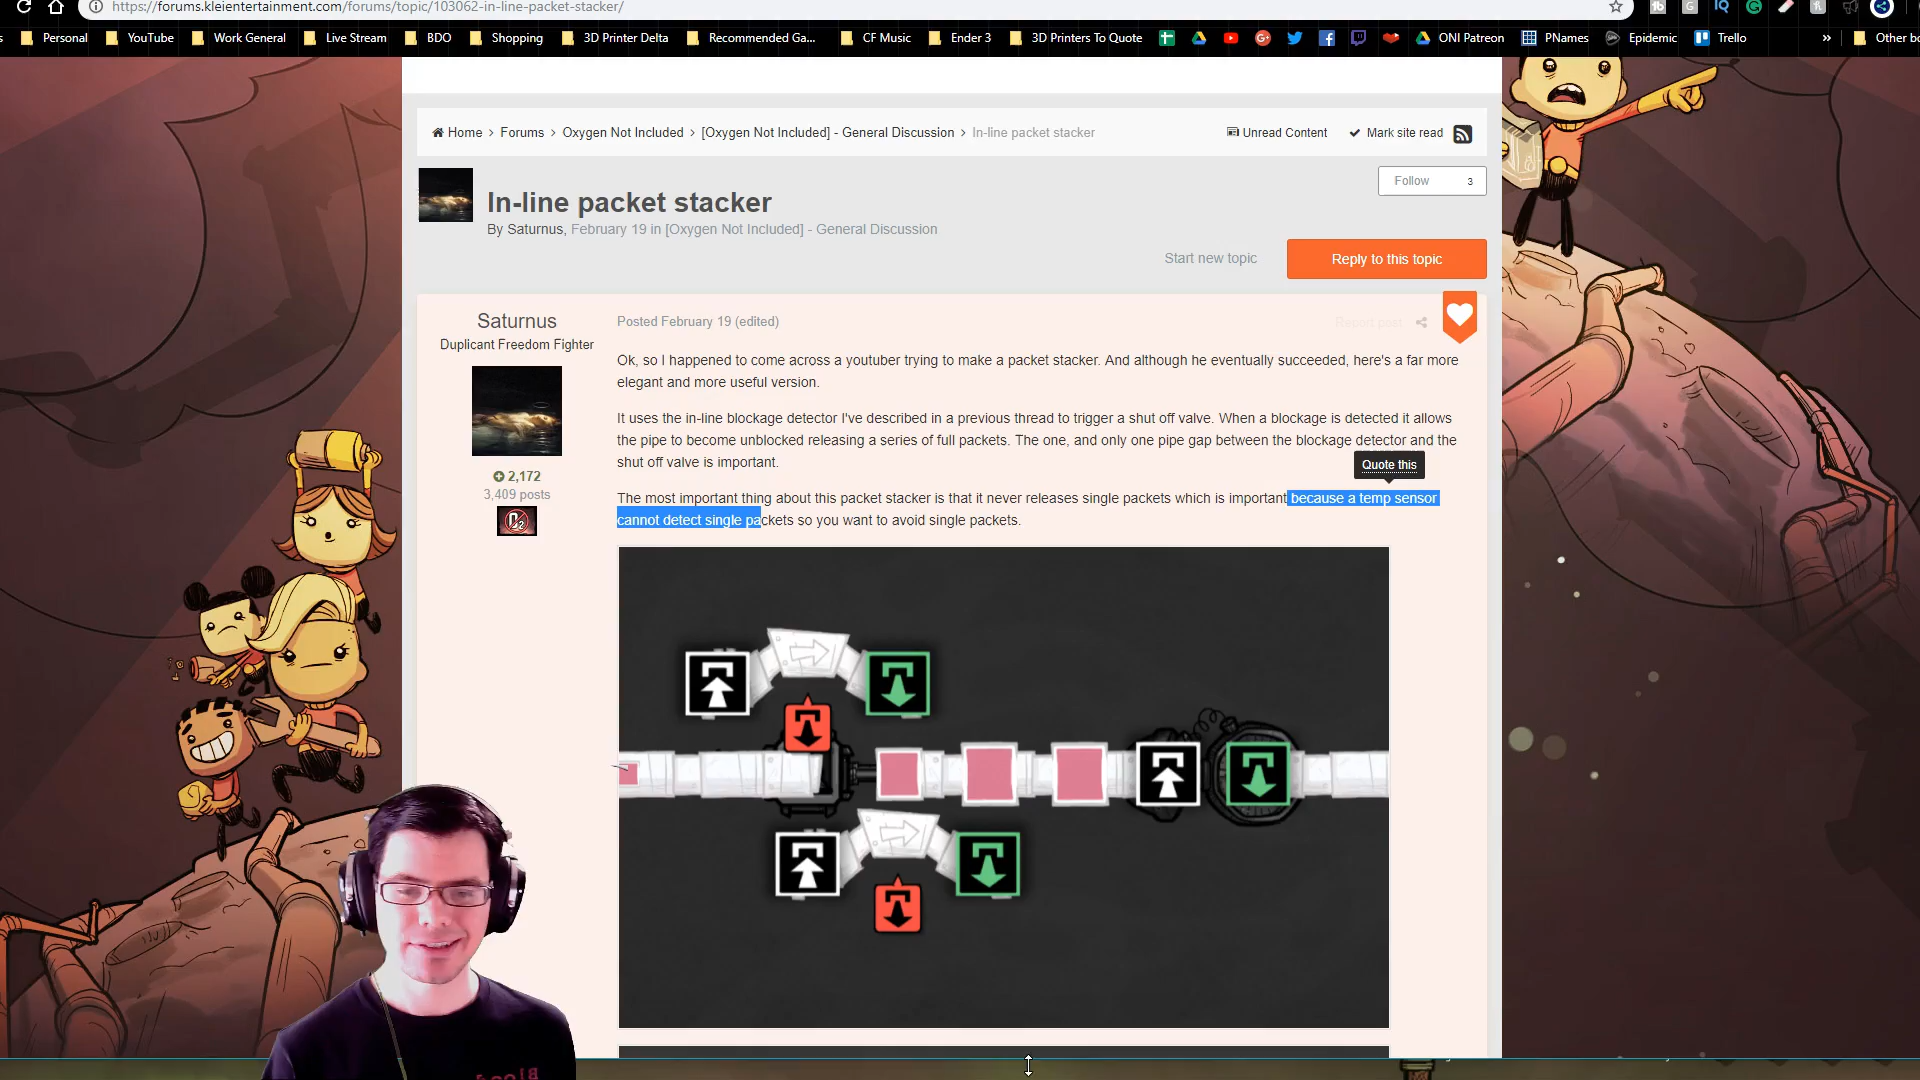 https://forums.kleientertainment.com/forums/topic/103062-in-line-packet-stacker/
Personal YouTube Work General Live Stream BDO Shopping 3D Printer Delta Recommended Ga... CF Music Ender 3 3D Printers To Quote ONI Patreon PNames Epidemic Trello » Other bo
Home › Forums › Oxygen Not Included › [Oxygen Not Included] - General Discussion › In-line packet stacker
Unread Content Mark site read
Follow 3
In-line packet stacker
By Saturnus, February 19 in [Oxygen Not Included] - General Discussion
Start new topic Reply to this topic
Saturnus
Duplicant Freedom Fighter
2,172
3,409 posts
Posted February 19 (edited)
Report post
Ok, so I happened to come across a youtuber trying to make a packet stacker. And although he eventually succeeded, here's a far more
elegant and more useful version.
It uses the in-line blockage detector I've described in a previous thread to trigger a shut off valve. When a blockage is detected it allows
the pipe to become unblocked releasing a series of full packets. The one, and only one pipe gap between the blockage detector and the
shut off valve is important.
Quote this
The most important thing about this packet stacker is that it never releases single packets which is important because a temp sensor
cannot detect single packets so you want to avoid single packets.